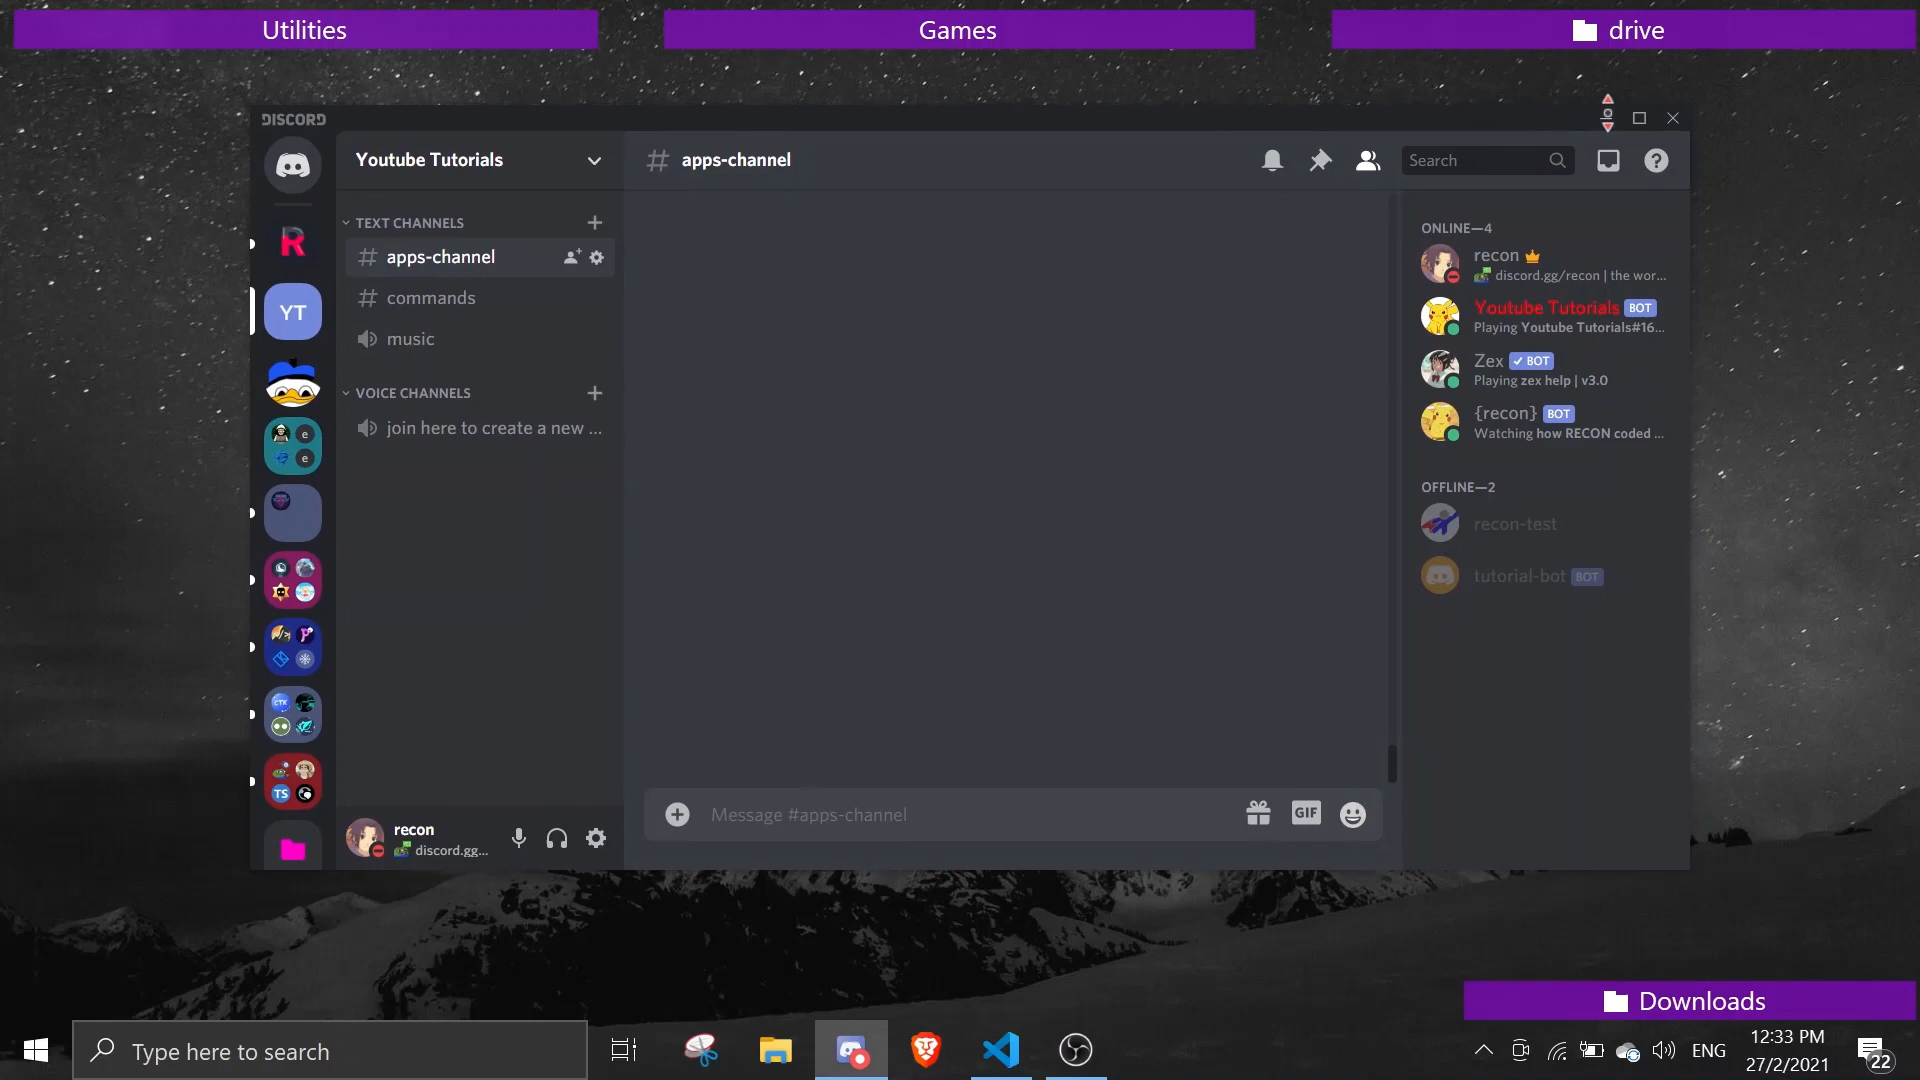 Utilities
Games
drive
DISCORD
Youtube Tutorials
apps-channel
Search
TEXT CHANNELS
apps-channel
commands
music
VOICE CHANNELS
join here to create a new ...
R
YT
e
e
CTK
TS
ONLINE—4
recon
discord.gg/recon | the wor...
Youtube Tutorials BOT
Playing Youtube Tutorials#16...
Zex BOT
Playing zex help | v3.0
{recon} BOT
Watching how RECON coded ...
OFFLINE—2
recon-test
tutorial-bot BOT
recon
discord.gg...
Message #apps-channel
GIF
Downloads
Type here to search
ENG
12:33 PM
27/2/2021
22